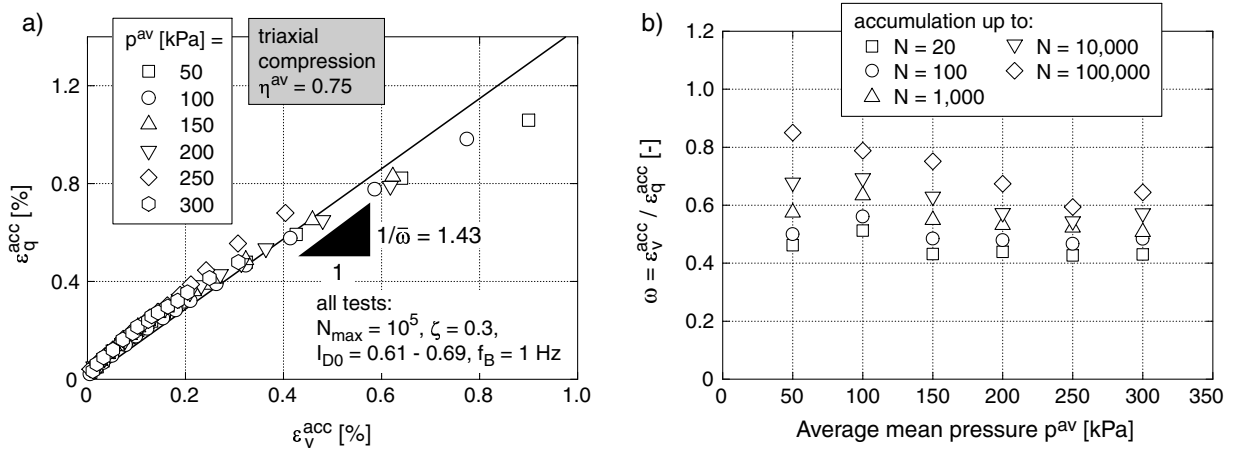 a)
p^av [kPa] =
50
100
150
200
250
300
triaxial
compression
η^av = 0.75
1.2
0.8
0.4
0
ε_q^acc [%]
1/ω̄ = 1.43
1
all tests:
N_max = 10^5, ζ = 0.3,
I_D0 = 0.61 - 0.69, f_B = 1 Hz
0 0.2 0.4 0.6 0.8 1.0
ε_v^acc [%]
b)
accumulation up to:
N = 20
N = 100
N = 1,000
N = 10,000
N = 100,000
1.2
1.0
0.8
0.6
0.4
0.2
0
ω = ε_v^acc / ε_q^acc [-]
0 50 100 150 200 250 300 350
Average mean pressure p^av [kPa]